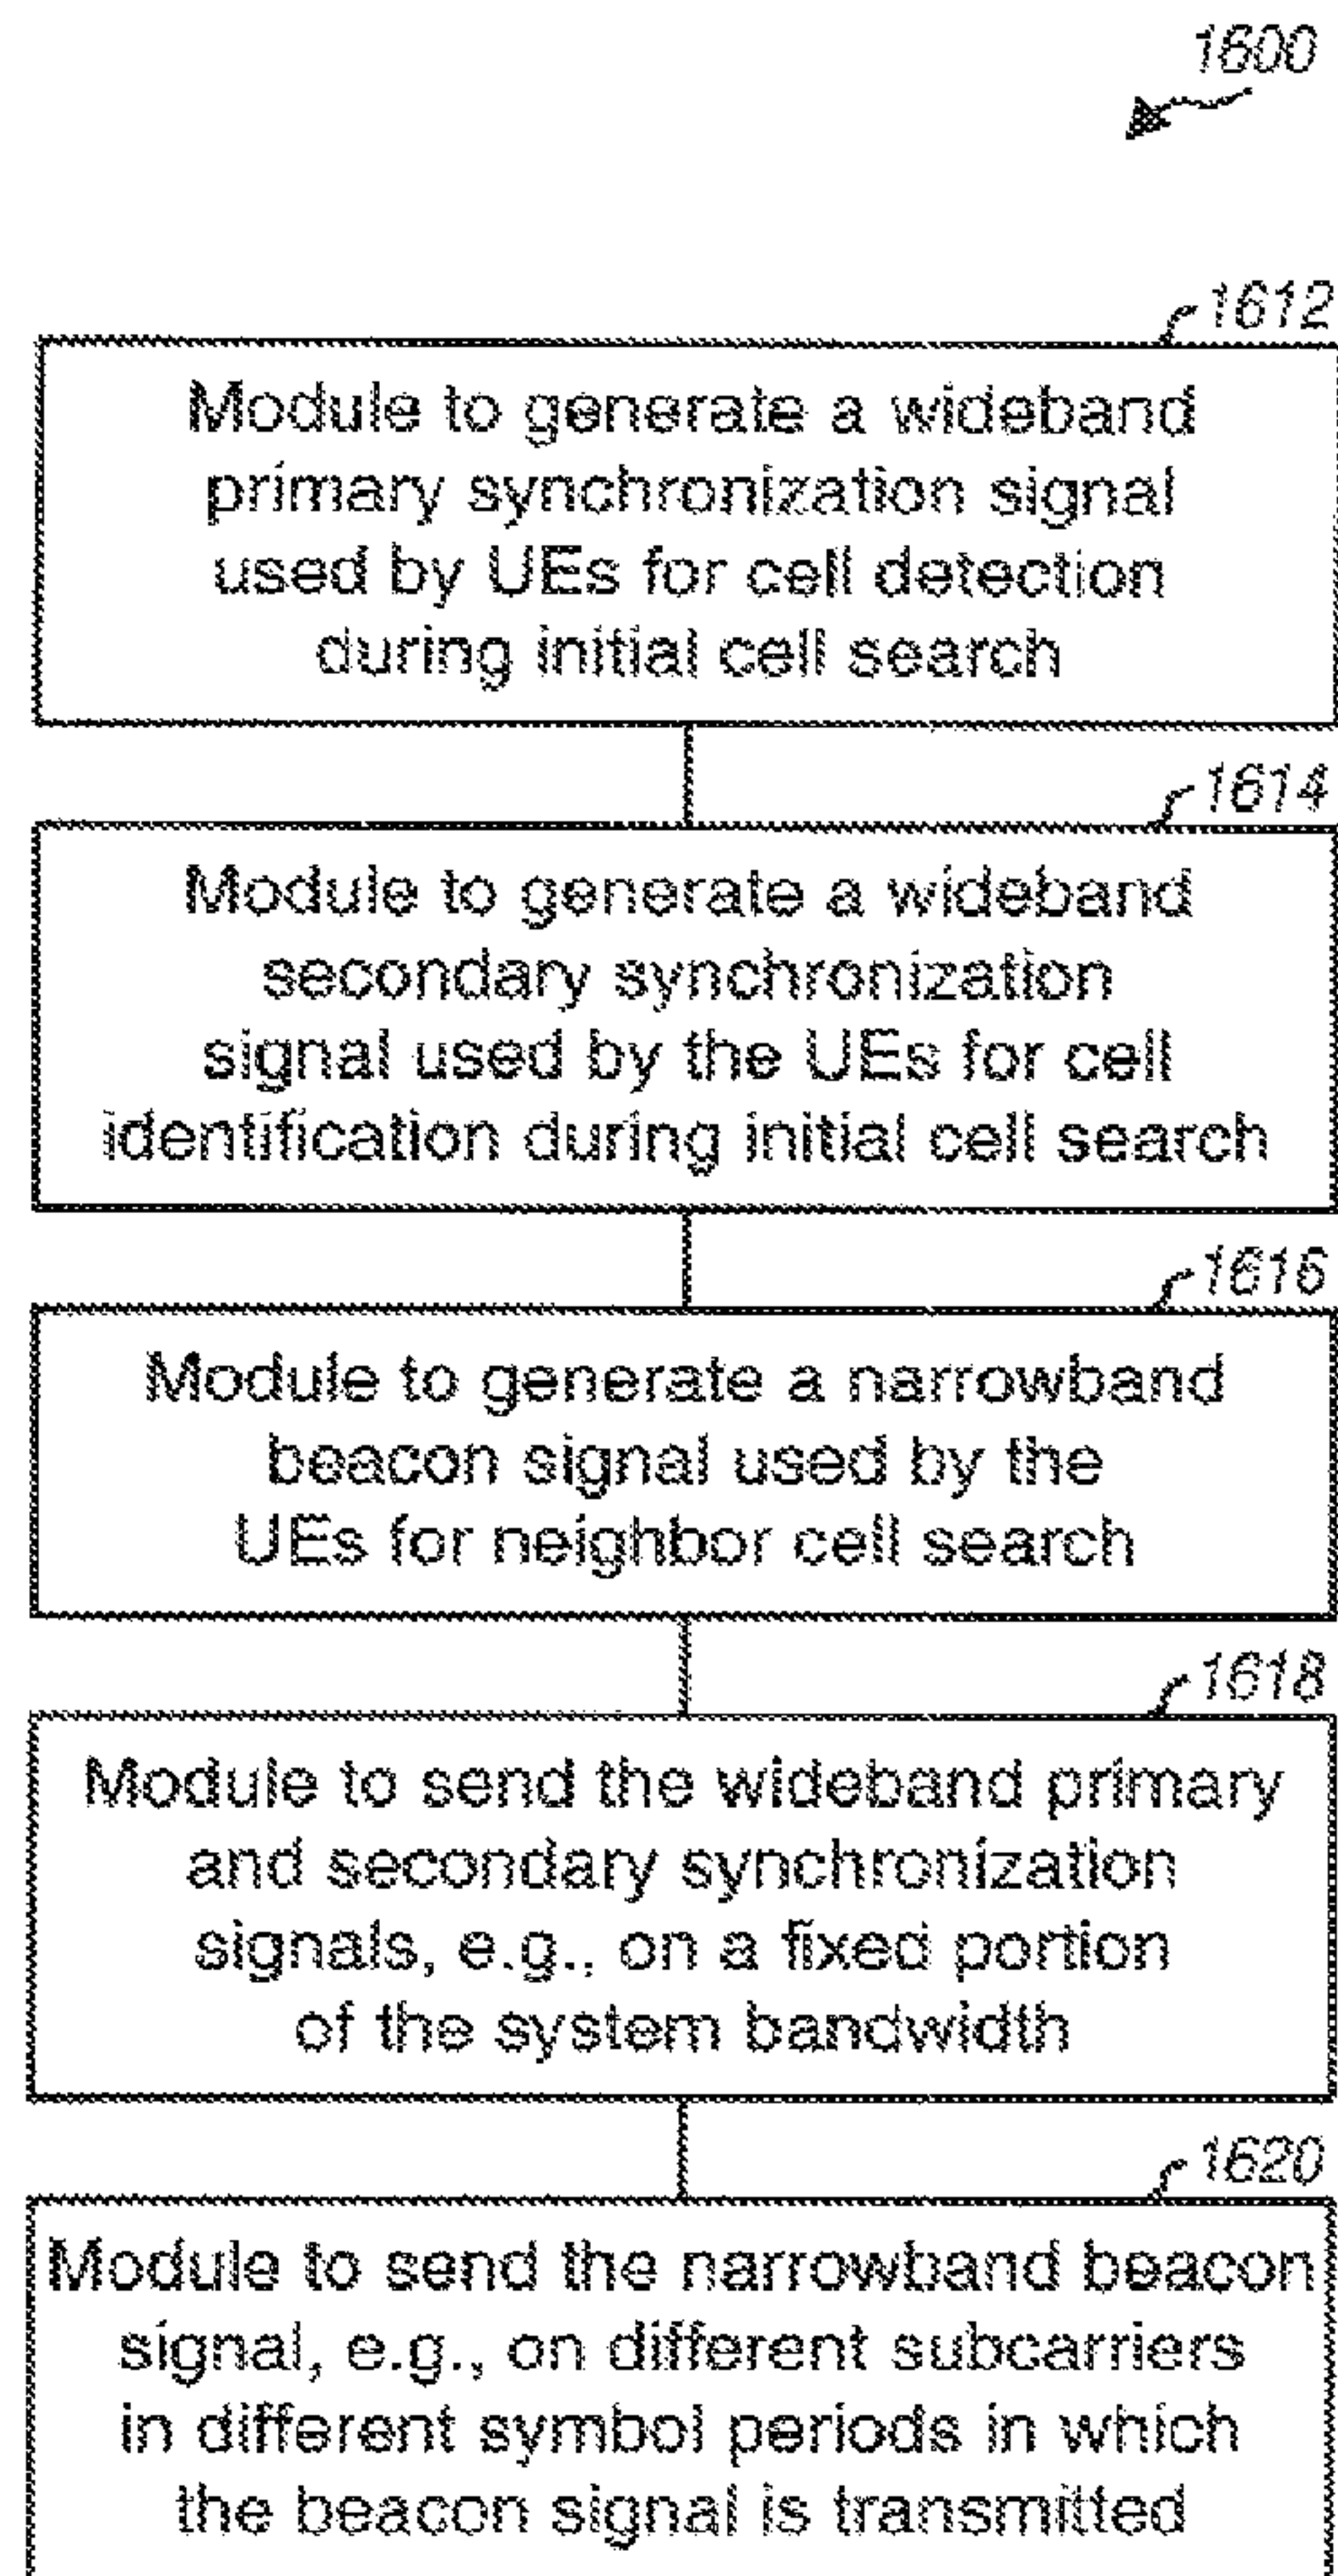 1600
1612
Module to generate a wideband
primary synchronization signal
used by UEs for cell detection
during initial cell search
1614
Module to generate a wideband
secondary synchronization
signal used by the UEs for cell
identification during initial cell search
1616
Module to generate a narrowband
beacon signal used by the
UEs for neighbor cell search
1618
Module to send the wideband primary
and secondary synchronization
signals, e.g., on a fixed portion
of the system bandwidth
1620
Module to send the narrowband beacon
signal, e.g., on different subcarriers
in different symbol periods in which
the beacon signal is transmitted